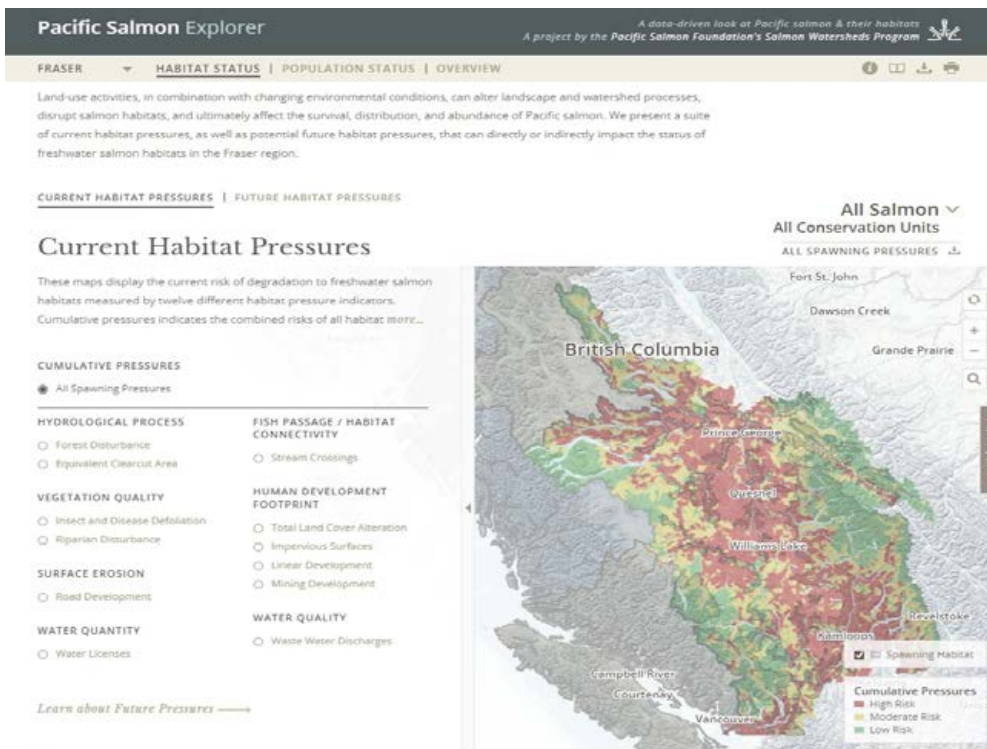 Pacific Salmon Explorer
A data-driven look at Pacific salmon & their habitats
A project by the Pacific Salmon Foundation's Salmon Watersheds Program
FRASER
HABITAT STATUS | POPULATION STATUS | OVERVIEW
Land-use activities, in combination with changing environmental conditions, can alter landscape and watershed processes,
disrupt salmon habitats, and ultimately affect the survival, distribution, and abundance of Pacific salmon. We present a suite
of current habitat pressures, as well as potential future habitat pressures, that can directly or indirectly impact the status of
freshwater salmon habitats in the Fraser region.
CURRENT HABITAT PRESSURES | FUTURE HABITAT PRESSURES
All Salmon
All Conservation Units
ALL SPAWNING PRESSURES
Current Habitat Pressures
These maps display the current risk of degradation to freshwater salmon
habitats measured by twelve different habitat pressure indicators.
Cumulative pressures indicates the combined risks of all habitat more...
CUMULATIVE PRESSURES
All Spawning Pressures
HYDROLOGICAL PROCESS
Forest Disturbance
Equivalent Clearcut Area
VEGETATION QUALITY
Insect and Disease Defoliation
Riparian Disturbance
SURFACE EROSION
Road Development
WATER QUANTITY
Water Licenses
FISH PASSAGE / HABITAT
CONNECTIVITY
Stream Crossings
HUMAN DEVELOPMENT
FOOTPRINT
Total Land Cover Alteration
Impervious Surfaces
Linear Development
Mining Development
WATER QUALITY
Waste Water Discharges
Learn about Future Pressures
Fort St. John
Dawson Creek
Grande Prairie
British Columbia
Prince George
Quesnel
Williams Lake
Revelstoke
Kamloops
Campbell River
Courtenay
Vancouver
Spawning Habitat
Cumulative Pressures
High Risk
Moderate Risk
Low Risk